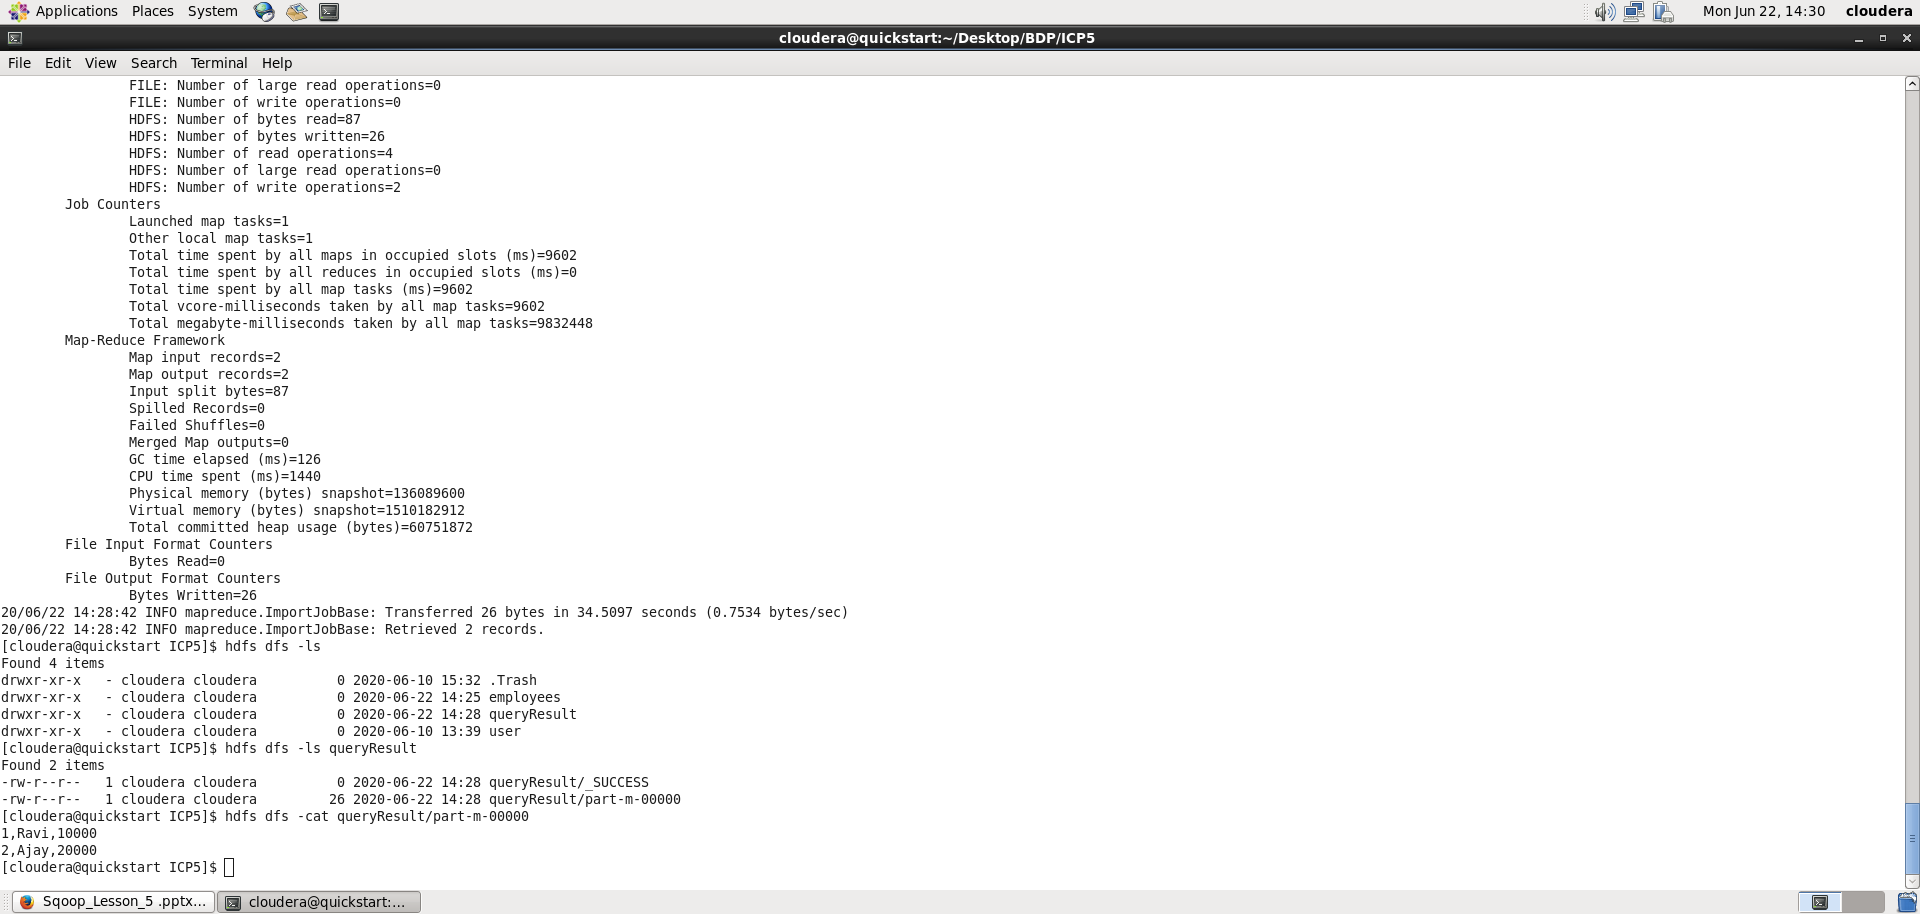 Applications Places System Mon Jun 22, 14:30 cloudera
cloudera@quickstart:~/Desktop/BDP/ICP5
File Edit View Search Terminal Help
FILE: Number of large read operations=0
FILE: Number of write operations=0
HDFS: Number of bytes read=87
HDFS: Number of bytes written=26
HDFS: Number of read operations=4
HDFS: Number of large read operations=0
HDFS: Number of write operations=2
Job Counters
Launched map tasks=1
Other local map tasks=1
Total time spent by all maps in occupied slots (ms)=9602
Total time spent by all reduces in occupied slots (ms)=0
Total time spent by all map tasks (ms)=9602
Total vcore-milliseconds taken by all map tasks=9602
Total megabyte-milliseconds taken by all map tasks=9832448
Map-Reduce Framework
Map input records=2
Map output records=2
Input split bytes=87
Spilled Records=0
Failed Shuffles=0
Merged Map outputs=0
GC time elapsed (ms)=126
CPU time spent (ms)=1440
Physical memory (bytes) snapshot=136089600
Virtual memory (bytes) snapshot=1510182912
Total committed heap usage (bytes)=60751872
File Input Format Counters
Bytes Read=0
File Output Format Counters
Bytes Written=26
20/06/22 14:28:42 INFO mapreduce.ImportJobBase: Transferred 26 bytes in 34.5097 seconds (0.7534 bytes/sec)
20/06/22 14:28:42 INFO mapreduce.ImportJobBase: Retrieved 2 records.
[cloudera@quickstart ICP5]$ hdfs dfs -ls
Found 4 items
drwxr-xr-x   - cloudera cloudera          0 2020-06-10 15:32 .Trash
drwxr-xr-x   - cloudera cloudera          0 2020-06-22 14:25 employees
drwxr-xr-x   - cloudera cloudera          0 2020-06-22 14:28 queryResult
drwxr-xr-x   - cloudera cloudera          0 2020-06-10 13:39 user
[cloudera@quickstart ICP5]$ hdfs dfs -ls queryResult
Found 2 items
-rw-r--r--   1 cloudera cloudera          0 2020-06-22 14:28 queryResult/_SUCCESS
-rw-r--r--   1 cloudera cloudera         26 2020-06-22 14:28 queryResult/part-m-00000
[cloudera@quickstart ICP5]$ hdfs dfs -cat queryResult/part-m-00000
1,Ravi,10000
2,Ajay,20000
[cloudera@quickstart ICP5]$
Sqoop_Lesson_5 .pptx... cloudera@quickstart:...